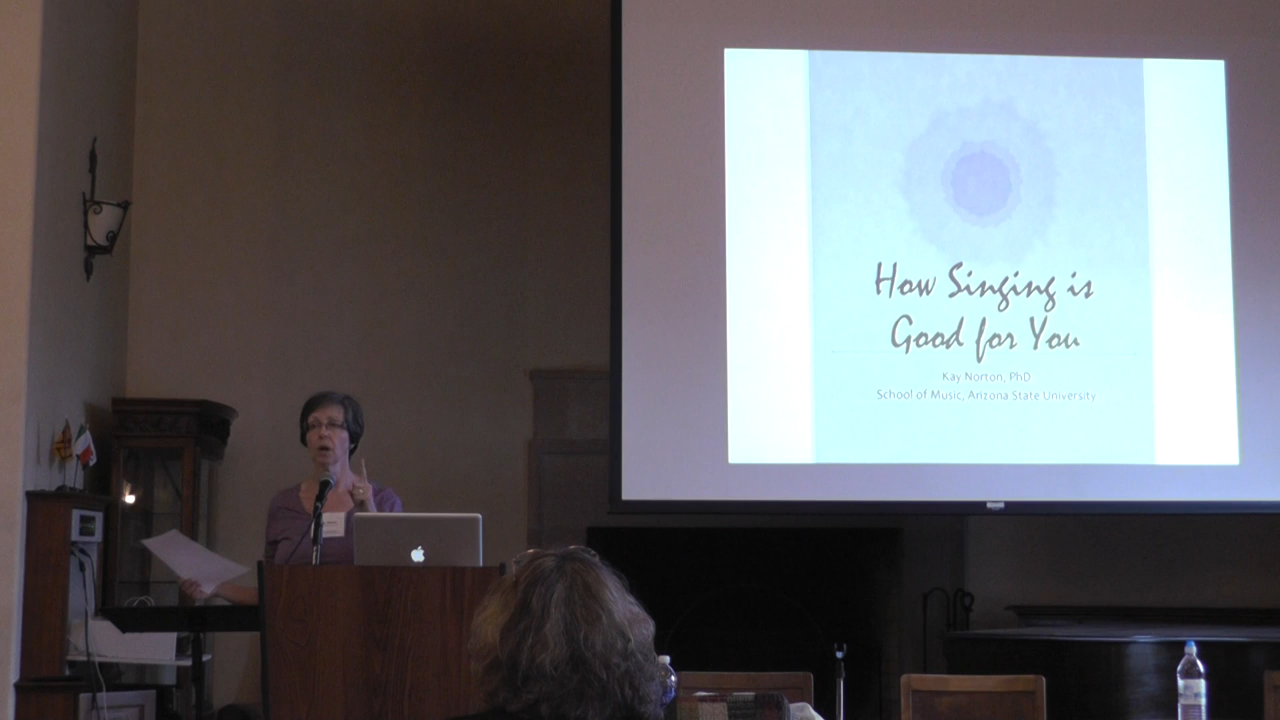 How Singing is
Good for You
Kay Norton, PhD
School of Music, Arizona State University